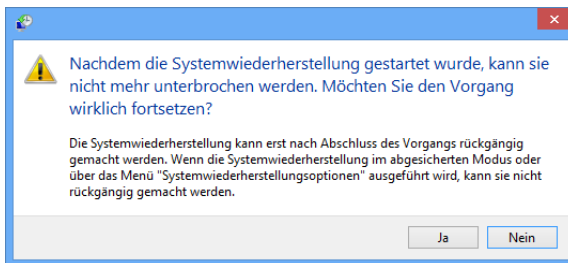 Nachdem die Systemwiederherstellung gestartet wurde, kann sie
nicht mehr unterbrochen werden. Möchten Sie den Vorgang
wirklich fortsetzen?
Die Systemwiederherstellung kann erst nach Abschluss des Vorgangs rückgängig
gemacht werden. Wenn die Systemwiederherstellung im abgesicherten Modus oder
über das Menü "Systemwiederherstellungsoptionen" ausgeführt wird, kann sie nicht
rückgängig gemacht werden.
Ja Nein